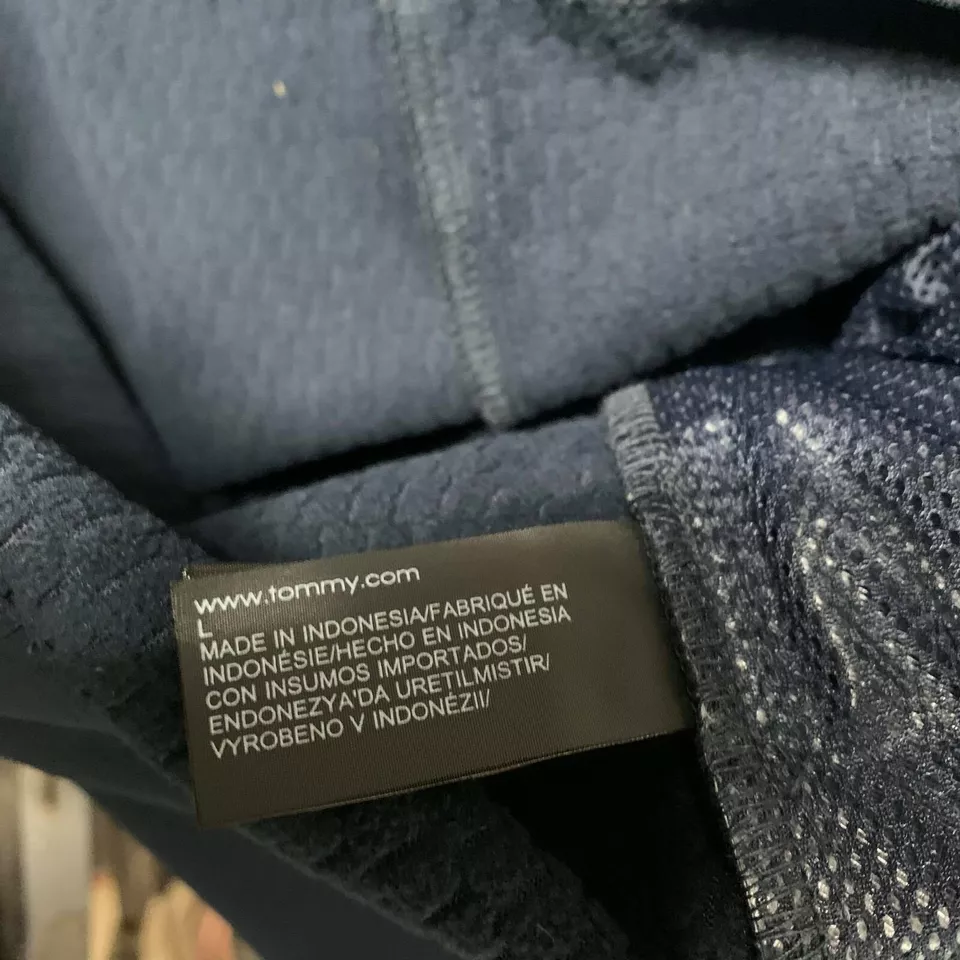 www.tommy.com
L
MADE IN INDONESIA/FABRIQUÉ EN
INDONÉSIE/HECHO EN INDONESIA
CON INSUMOS IMPORTADOS/
ENDONEZYA'DA URETILMISTIR/
VYROBENO V INDONÉZII/